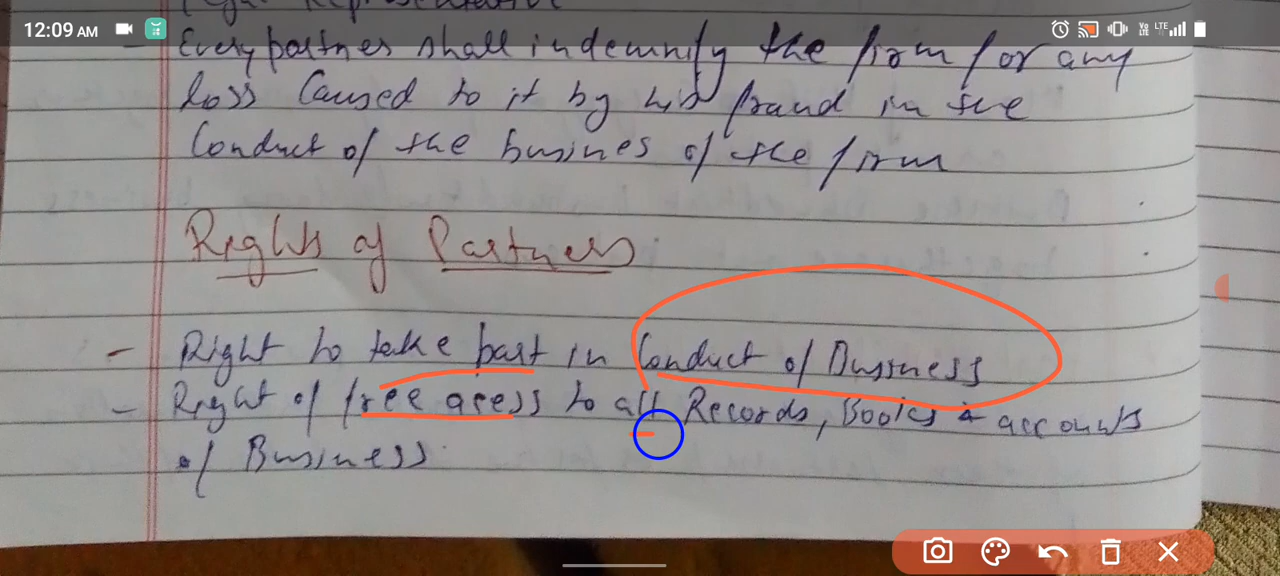 12:09 AM
LTE
- Every partner shall indemnify the firm for any
loss Caused to it by his fraud in the
Conduct of the busines of the firm
Rights of Partners
- Right to take part in Conduct of Business
- Right of free acess to all Records, Books & accounts
of Business.